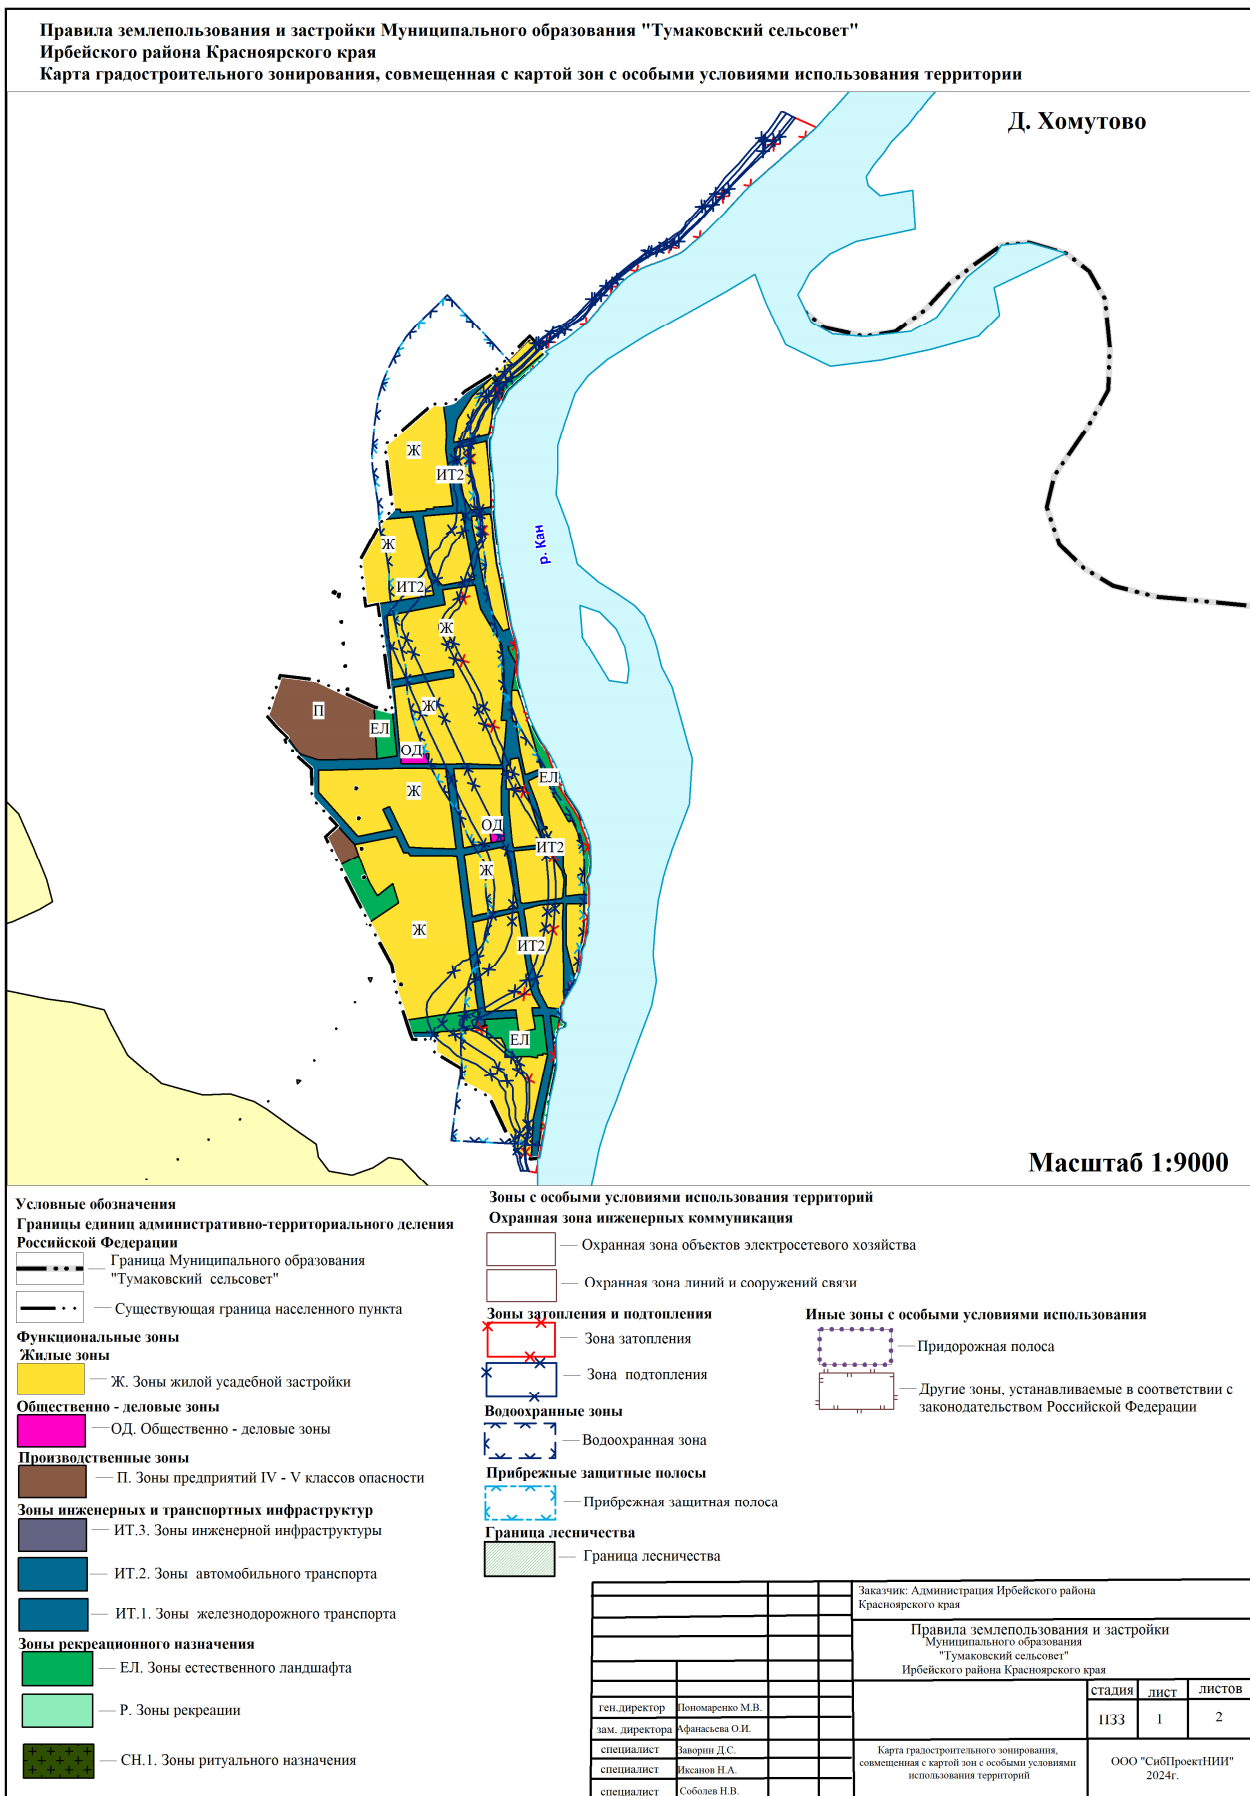 Правила землепользования и застройки Муниципального образования "Тумаковский сельсовет"
Ирбейского района Красноярского края
Карта градостроительного зонирования, совмещенная с картой зон с особыми условиями использования территории
Д. Хомутово
Ж
ИТ2
р. Кан
Ж
ИТ2
Ж
Ж
П
ЕЛ
ОД
ЕЛ
Ж
ОД
ИТ2
Ж
Ж
ИТ2
ЕЛ
Масштаб 1:9000
Условные обозначения
Границы единиц административно-территориального деления
Российской Федерации
Граница Муниципального образования
"Тумаковский сельсовет"
Существующая граница населенного пункта
Функциональные зоны
Жилые зоны
Ж. Зоны жилой усадебной застройки
Общественно - деловые зоны
ОД. Общественно - деловые зоны
Производственные зоны
П. Зоны предприятий IV - V классов опасности
Зоны инженерных и транспортных инфраструктур
ИТ.3. Зоны инженерной инфраструктуры
ИТ.2. Зоны автомобильного транспорта
ИТ.1. Зоны железнодорожного транспорта
Зоны рекреационного назначения
ЕЛ. Зоны естественного ландшафта
Р. Зоны рекреации
СН.1. Зоны ритуального назначения
Зоны с особыми условиями использования территорий
Охранная зона инженерных коммуникация
Охранная зона объектов электросетевого хозяйства
Охранная зона линий и сооружений связи
Зоны затопления и подтопления
Зона затопления
Зона подтопления
Водоохранные зоны
Водоохранная зона
Прибрежные защитные полосы
Прибрежная защитная полоса
Граница лесничества
Граница лесничества
Иные зоны с особыми условиями использования
Придорожная полоса
Другие зоны, устанавливаемые в соответствии с
законодательством Российской Федерации
Заказчик: Администрация Ирбейского района
Красноярского края
Правила землепользования и застройки
Муниципального образования
"Тумаковский сельсовет"
Ирбейского района Красноярского края
стадия лист листов
ПЗЗ 1 2
ген.директор Пономаренко М.В.
зам. директора Афанасьева О.И.
специалист Заворин Д.С.
специалист Иксанов Н.А.
специалист Соболев Н.В.
Карта градостроительного зонирования,
совмещенная с картой зон с особыми условиями
использования территорий
ООО "СибПроектНИИ"
2024г.